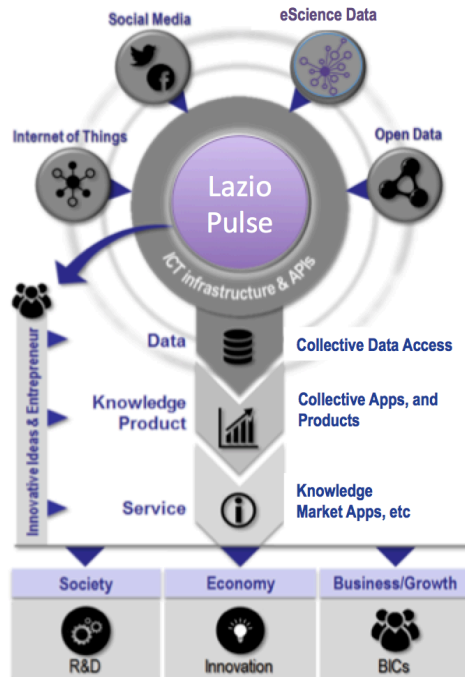 Social Media
eScience Data
Internet of Things
Open Data
Lazio
Pulse
ICT infrastructure & APIs
Innovative Ideas & Entrepreneur
Data
Collective Data Access
Knowledge
Product
Collective Apps, and
Products
Service
Knowledge
Market Apps, etc
Society
Economy
Business/Growth
R&D
Innovation
BICs